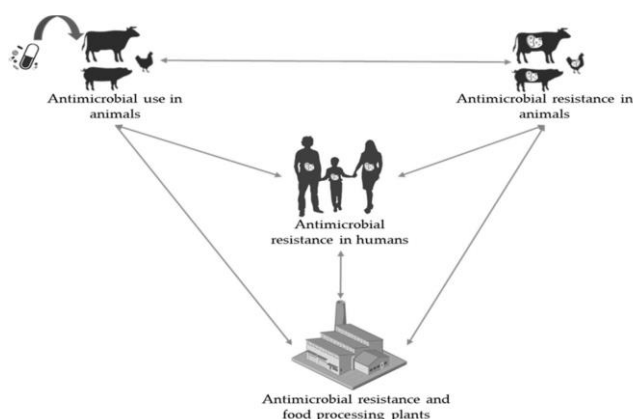 Antimicrobial use in
animals
Antimicrobial resistance in
animals
Antimicrobial
resistance in humans
Antimicrobial resistance and
food processing plants